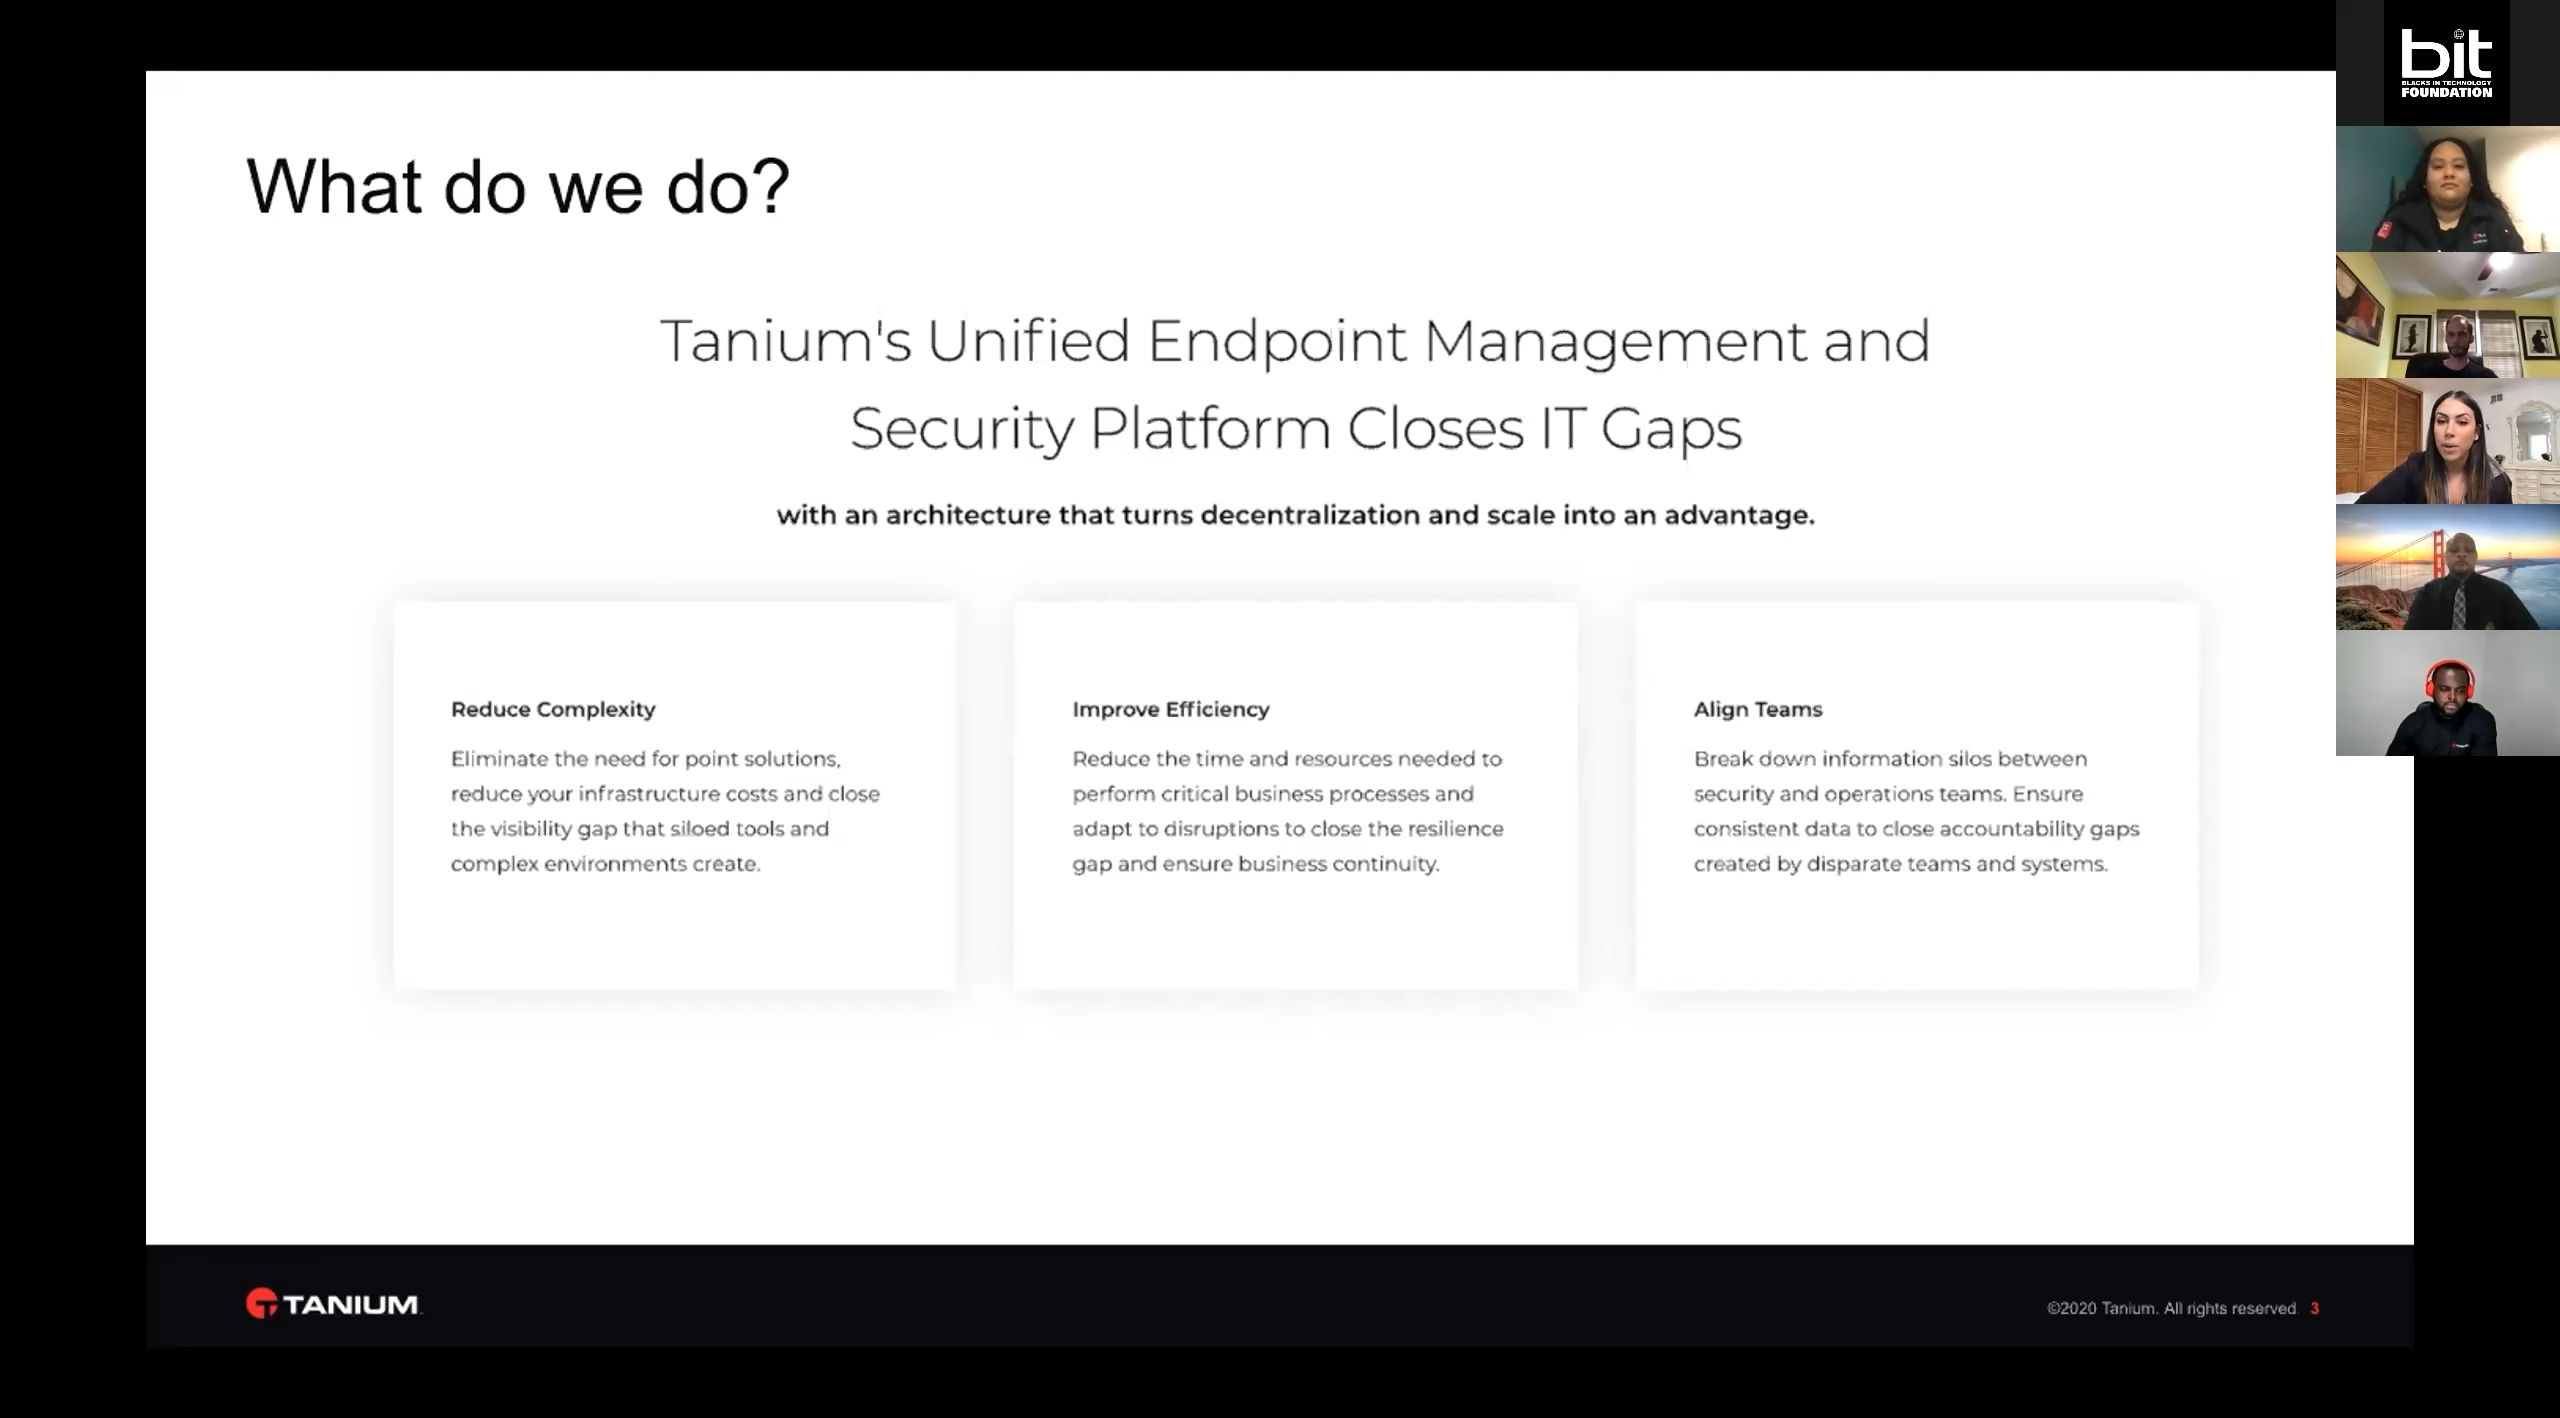 What do we do?
Tanium's Unified Endpoint Management and
Security Platform Closes IT Gaps
with an architecture that turns decentralization and scale into an advantage.
Reduce Complexity
Eliminate the need for point solutions,
reduce your infrastructure costs and close
the visibility gap that siloed tools and
complex environments create.
Improve Efficiency
Reduce the time and resources needed to
perform critical business processes and
adapt to disruptions to close the resilience
gap and ensure business continuity.
Align Teams
Break down information silos between
security and operations teams. Ensure
consistent data to close accountability gaps
created by disparate teams and systems.
TANIUM
©2020 Tanium. All rights reserved. 3
bit
BLACKS IN TECHNOLOGY
FOUNDATION